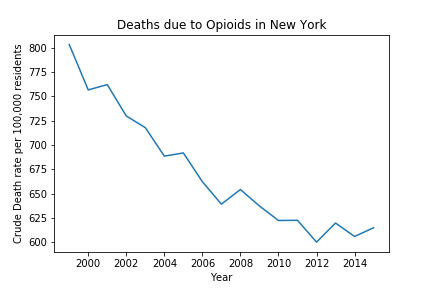 Deaths due to Opioids in New York
Crude Death rate per 100,000 residents
800
775
750
725
700
675
650
625
600
2000 2002 2004 2006 2008 2010 2012 2014
Year